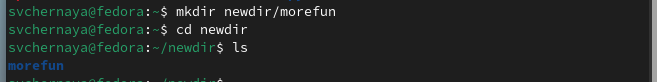 svchernaya@fedora:~$ mkdir newdir/morefun
svchernaya@fedora:~$ cd newdir
svchernaya@fedora:~/newdir$ ls
morefun